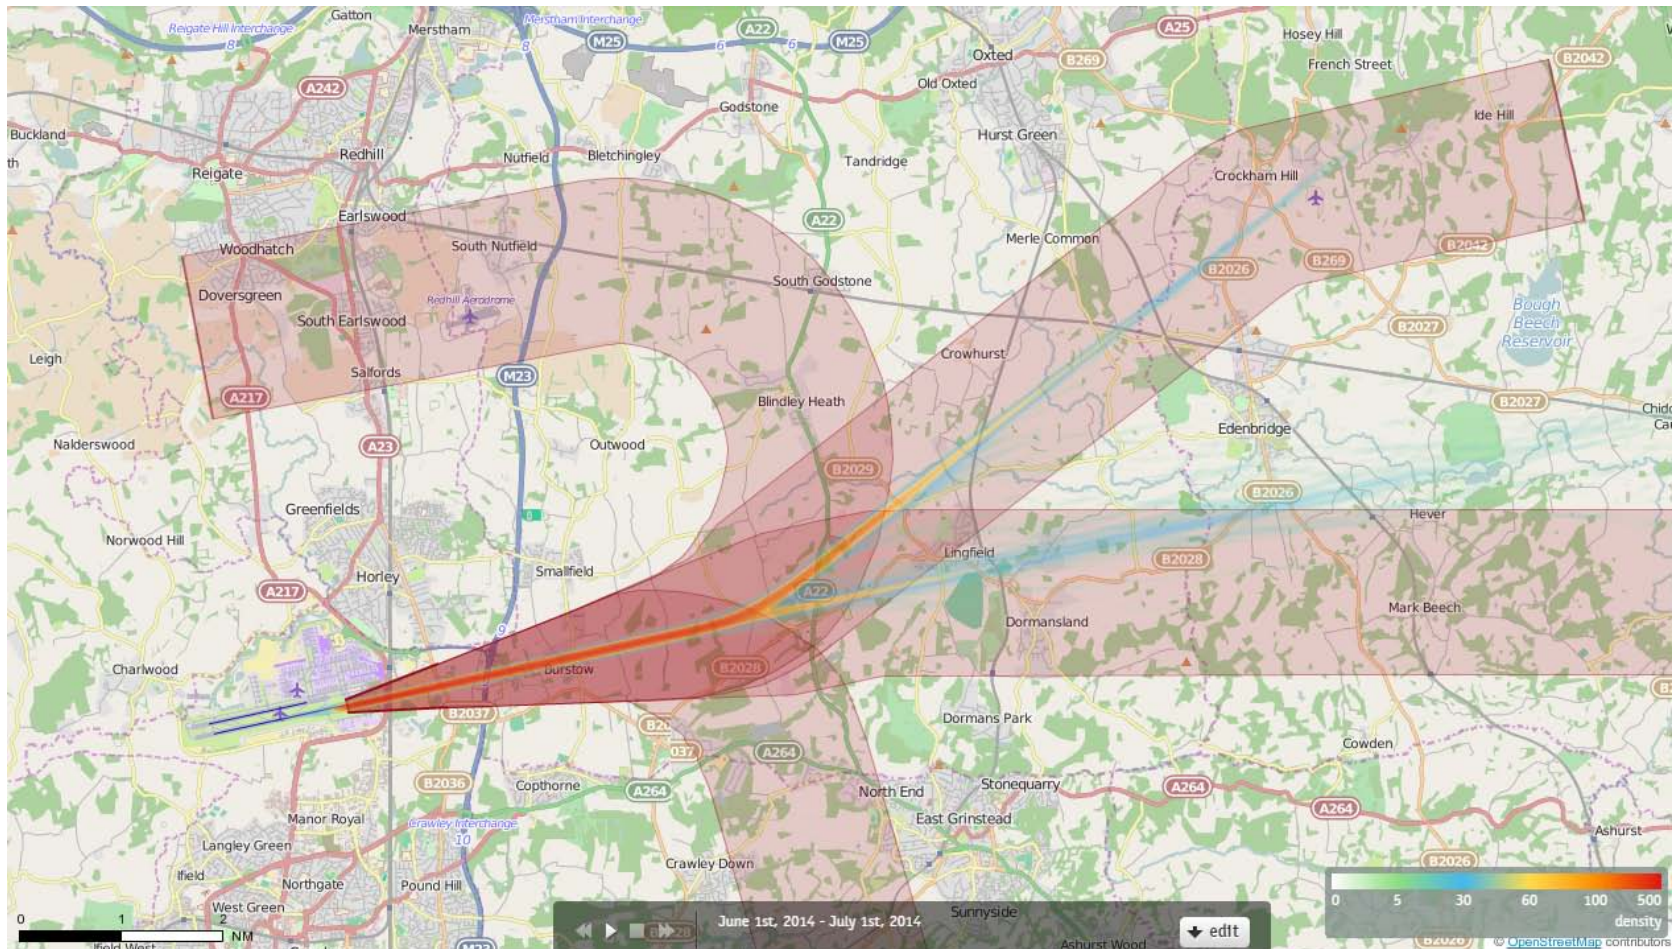 Gatton
Reigate Hill Interchange
8
Merstham
Merstham Interchange
8
M25
6
A22
6
M25
A25
Hosey Hill
Oxted
B269
French Street
B2042
A242
Old Oxted
Godstone
Ide Hill
Buckland
Hurst Green
Redhill
Nutfield
Bletchingley
Tandridge
Reigate
Crockham Hill
Earlswood
A22
Woodhatch
South Nutfield
Merle Common
B2042
B2026
B269
South Godstone
Doversgreen
Redhill Aerodrome
Bough
Beech
Reservoir
South Earlswood
B2027
Leigh
Crowhurst
Salfords
M23
A217
Blindley Heath
B2027
Nalderswood
A23
Outwood
Edenbridge
B2029
B2026
Greenfields
Hever
Norwood Hill
Lingfield
B2028
Smallfield
Horley
A217
A22
Mark Beech
Dormansland
9
Charlwood
Burstow
B2028
B2037
Dormans Park
Cowden
A264
B2036
Copthorne
A264
North End
Stonequarry
A264
A264
Manor Royal
Crawley Interchange
10
East Grinstead
Ashurst
Langley Green
Crawley Down
B2026
Ifield
Northgate
Pound Hill
West Green
Sunnyside
0 1 2
NM
Ifield West
M23
June 1st, 2014 - July 1st, 2014
edit
Ashurst Wood
0 5 30 60 100 500
density
B2026
© OpenStreetMap contributors